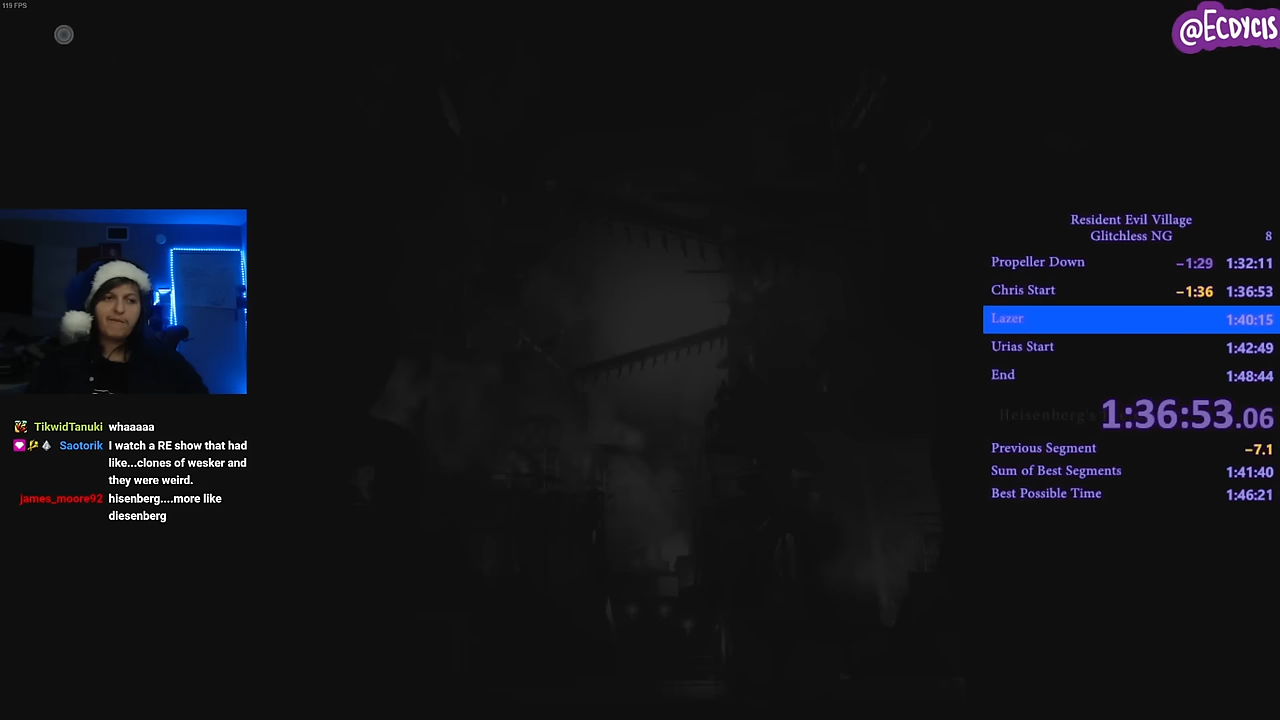 119 FPS
@ECDYCIS
Resident Evil Village
Glitchless NG 8
Propeller Down −1:29 1:32:11
Chris Start −1:36 1:36:53
Lazer 1:40:15
Urias Start 1:42:49
End 1:48:44
Heisenberg's 1:36:53.06
Previous Segment −7.1
Sum of Best Segments 1:41:40
Best Possible Time 1:46:21
TikwidTanuki whaaaaa
Saotorik I watch a RE show that had
like...clones of wesker and
they were weird.
james_moore92 hisenberg....more like
diesenberg